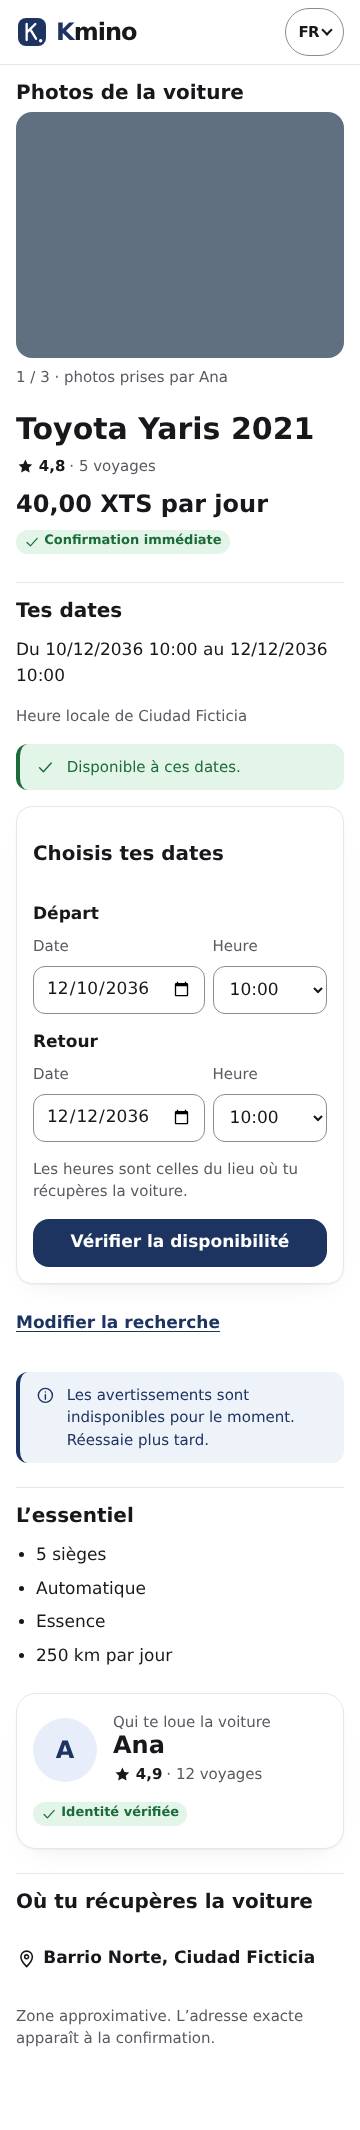 Kmino
FR
Photos de la voiture
1 / 3 · photos prises par Ana
Toyota Yaris 2021
★ 4,8 · 5 voyages
40,00 XTS par jour
Confirmation immédiate
Tes dates
Du 10/12/2036 10:00 au 12/12/2036
10:00
Heure locale de Ciudad Ficticia
Disponible à ces dates.
Choisis tes dates
Départ
Date Heure
12/10/2036 10:00
Retour
Date Heure
12/12/2036 10:00
Les heures sont celles du lieu où tu
récupères la voiture.
Vérifier la disponibilité
Modifier la recherche
Les avertissements sont
indisponibles pour le moment.
Réessaie plus tard.
L’essentiel
• 5 sièges
• Automatique
• Essence
• 250 km par jour
A
Qui te loue la voiture
Ana
★ 4,9 · 12 voyages
Identité vérifiée
Où tu récupères la voiture
Barrio Norte, Ciudad Ficticia
Zone approximative. L’adresse exacte
apparaît à la confirmation.